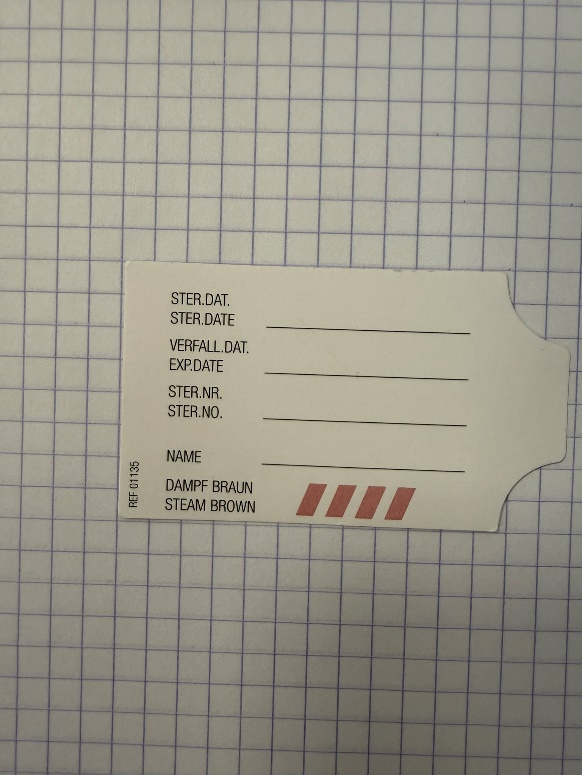 STER.DAT.
STER.DATE
VERFALL.DAT.
EXP.DATE
STER.NR.
STER.NO.
NAME
DAMPF BRAUN
STEAM BROWN
REF 01135